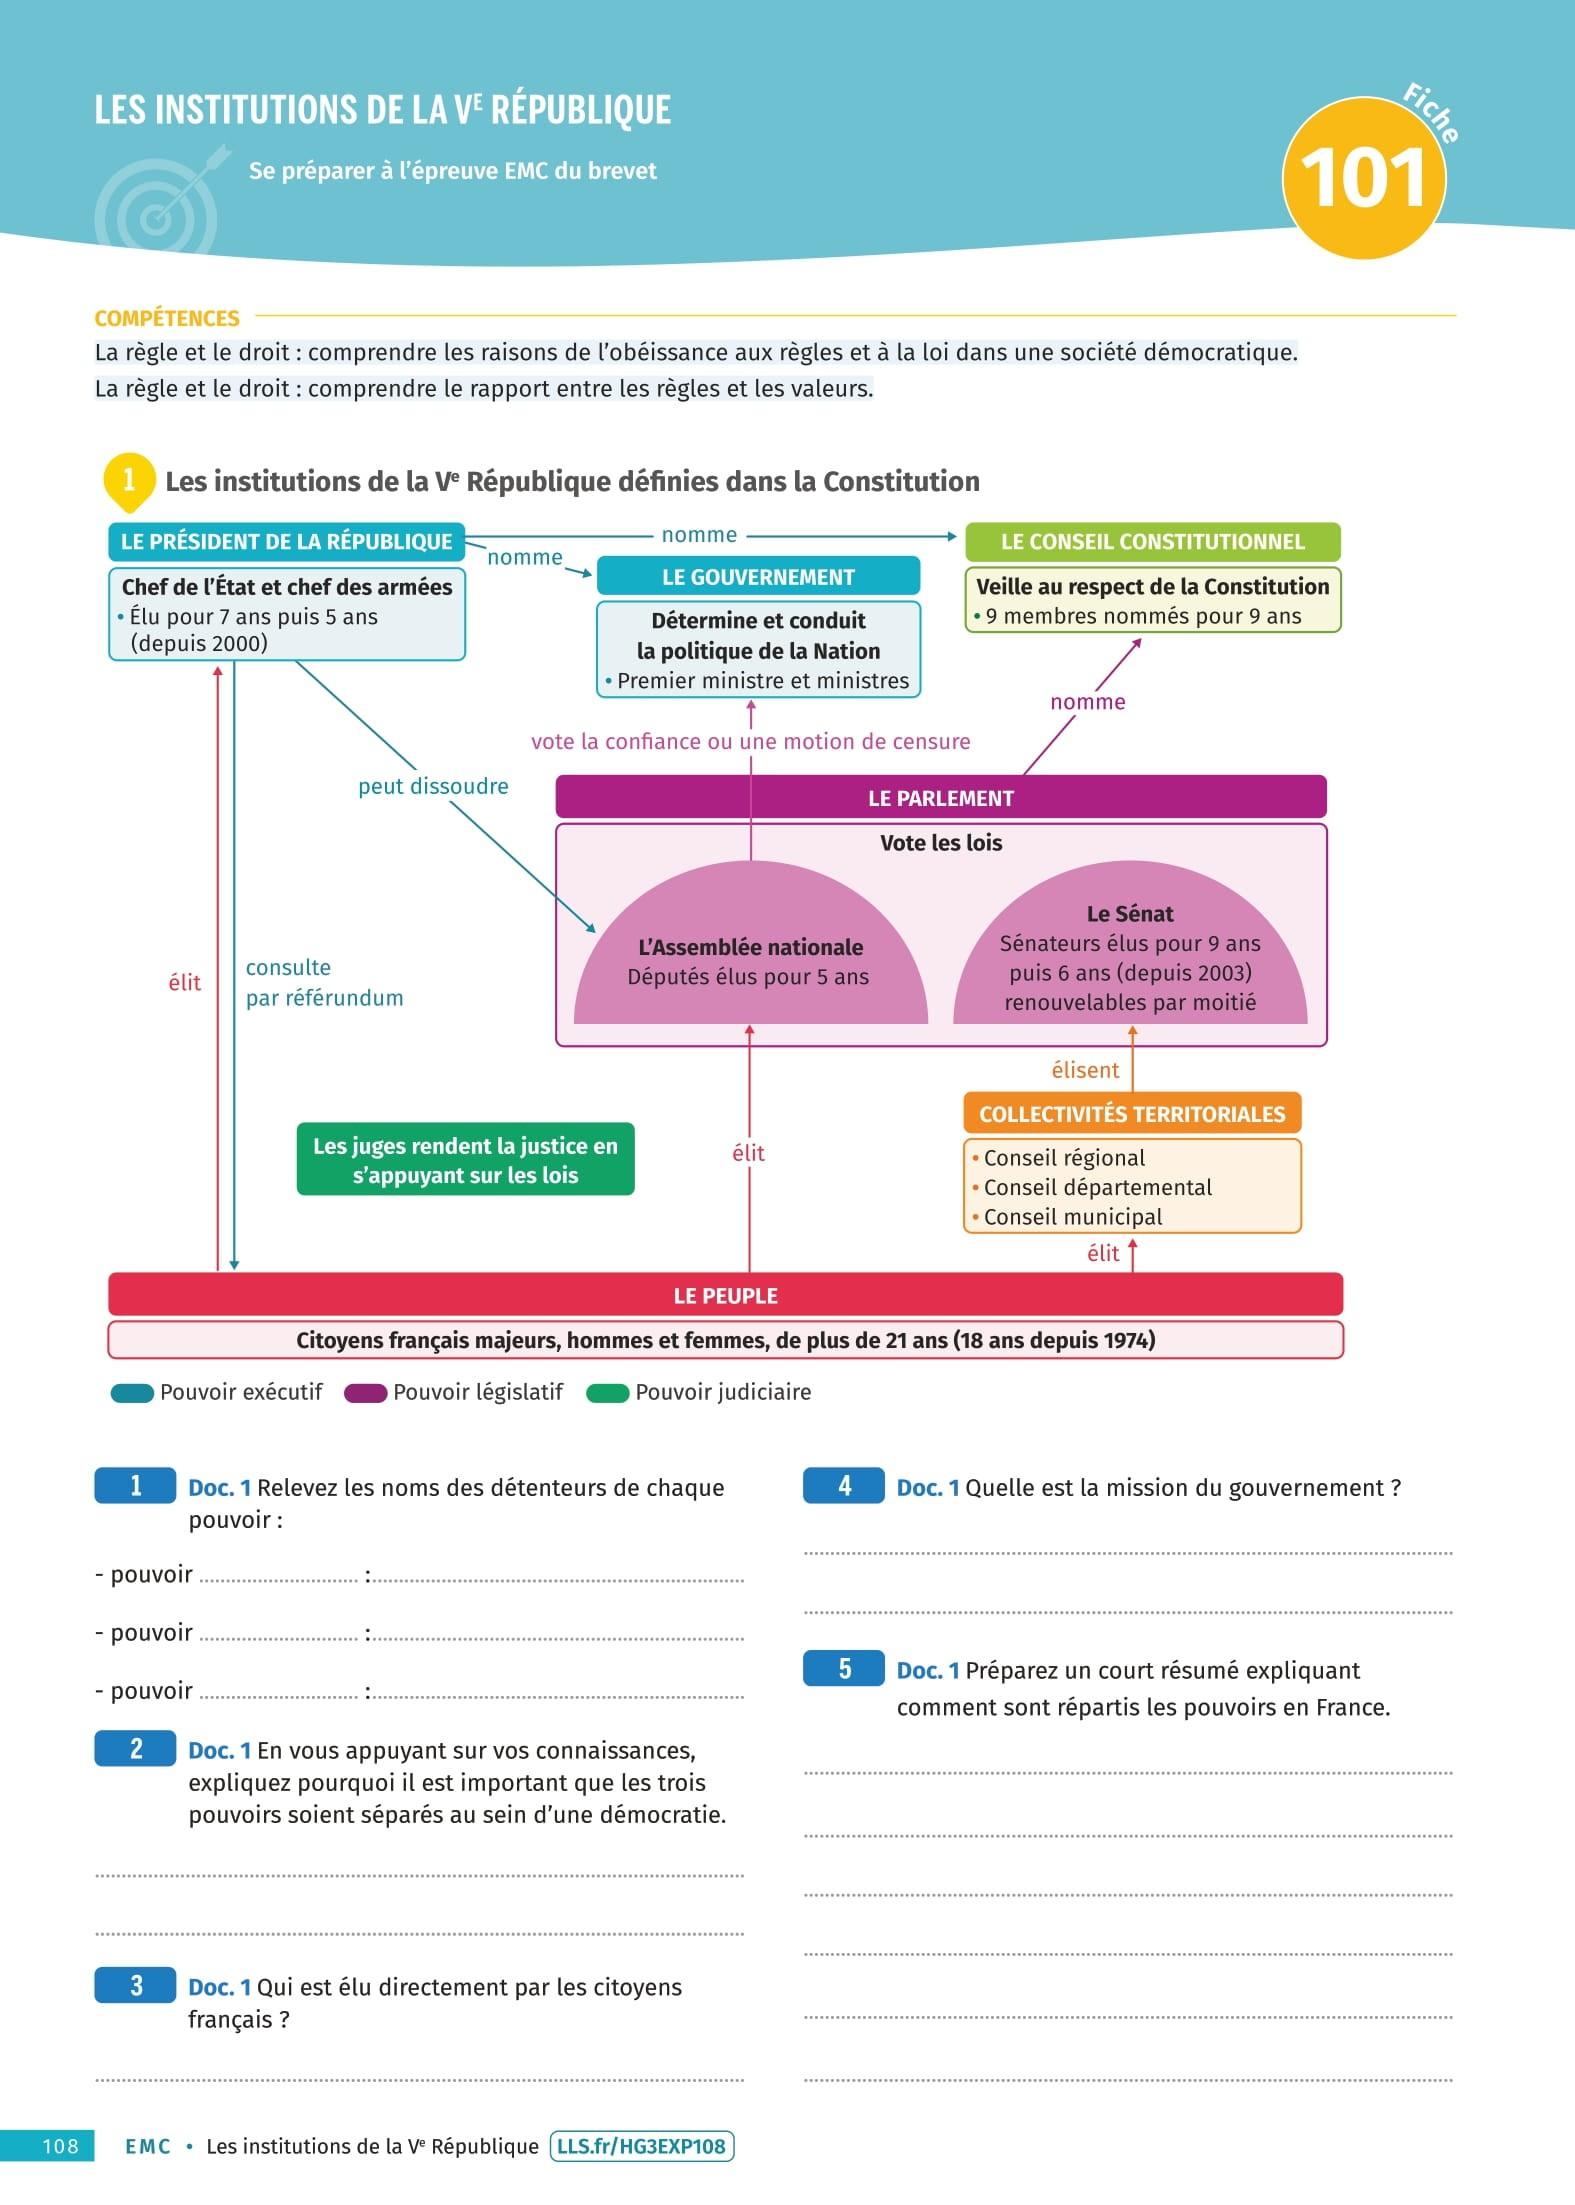 LES INSTITUTIONS DE LA VE RÉPUBLIQUE
Se préparer à l'épreuve EMC du brevet
Fiche
101
COMPÉTENCES
La règle et le droit : comprendre les raisons de l'obéissance aux règles et à la loi dans une société démocratique.
La règle et le droit : comprendre le rapport entre les règles et les valeurs.
1 Les institutions de la Ve République définies dans la Constitution
LE PRÉSIDENT DE LA RÉPUBLIQUE
Chef de l'État et chef des armées
• Élu pour 7 ans puis 5 ans
(depuis 2000)
nomme
nomme
LE GOUVERNEMENT
Détermine et conduit
la politique de la Nation
• Premier ministre et ministres
LE CONSEIL CONSTITUTIONNEL
Veille au respect de la Constitution
• 9 membres nommés pour 9 ans
nomme
vote la confiance ou une motion de censure
peut dissoudre
LE PARLEMENT
Vote les lois
L'Assemblée nationale
Députés élus pour 5 ans
Le Sénat
Sénateurs élus pour 9 ans
puis 6 ans (depuis 2003)
renouvelables par moitié
élit
consulte
par référundum
élisent
COLLECTIVITÉS TERRITORIALES
• Conseil régional
• Conseil départemental
• Conseil municipal
Les juges rendent la justice en
s'appuyant sur les lois
élit
élit
LE PEUPLE
Citoyens français majeurs, hommes et femmes, de plus de 21 ans (18 ans depuis 1974)
Pouvoir exécutif Pouvoir législatif Pouvoir judiciaire
1 Doc. 1 Relevez les noms des détenteurs de chaque
pouvoir :
- pouvoir ........................ :........................
- pouvoir ........................ :........................
- pouvoir ........................ :........................
2 Doc. 1 En vous appuyant sur vos connaissances,
expliquez pourquoi il est important que les trois
pouvoirs soient séparés au sein d'une démocratie.
3 Doc. 1 Qui est élu directement par les citoyens
français ?
4 Doc. 1 Quelle est la mission du gouvernement ?
5 Doc. 1 Préparez un court résumé expliquant
comment sont répartis les pouvoirs en France.
108 EMC • Les institutions de la Ve République LLS.fr/HG3EXP108